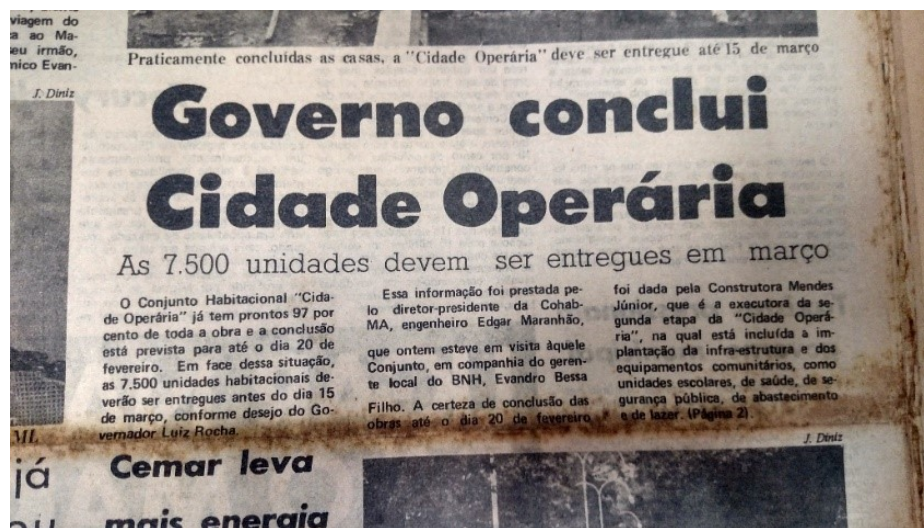 viagem do
ao Ma-
eu irmão,
nico Evan-
J. Diniz
Praticamente concluídas as casas, a "Cidade Operária" deve ser entregue até 15 de março
Governo conclui
Cidade Operária
As 7.500 unidades devem ser entregues em março
O Conjunto Habitacional "Cida-
de Operária" já tem prontos 97 por
cento de toda a obra e a conclusão
está prevista para até o dia 20 de
fevereiro. Em face dessa situação,
as 7.500 unidades habitacionais de-
verão ser entregues antes do dia 15
de março, conforme desejo do Go-
vernador Luiz Rocha.
Essa informação foi prestada pe-
lo diretor-presidente da Cohab-
MA, engenheiro Edgar Maranhão,
que ontem esteve em visita àquele
Conjunto, em companhia do geren-
te local do BNH, Evandro Bessa
Filho. A certeza de conclusão das
obras até o dia 20 de fevereiro
foi dada pela Construtora Mendes
Júnior, que é a executora da se-
gunda etapa da "Cidade Operá-
ria", na qual está incluída a im-
plantação da infra-estrutura e dos
equipamentos comunitários, como
unidades escolares, de saúde, de se-
gurança pública, de abastecimento
e de lazer. (Página 2).
J. Diniz
ML
já
Cemar leva
mais energia